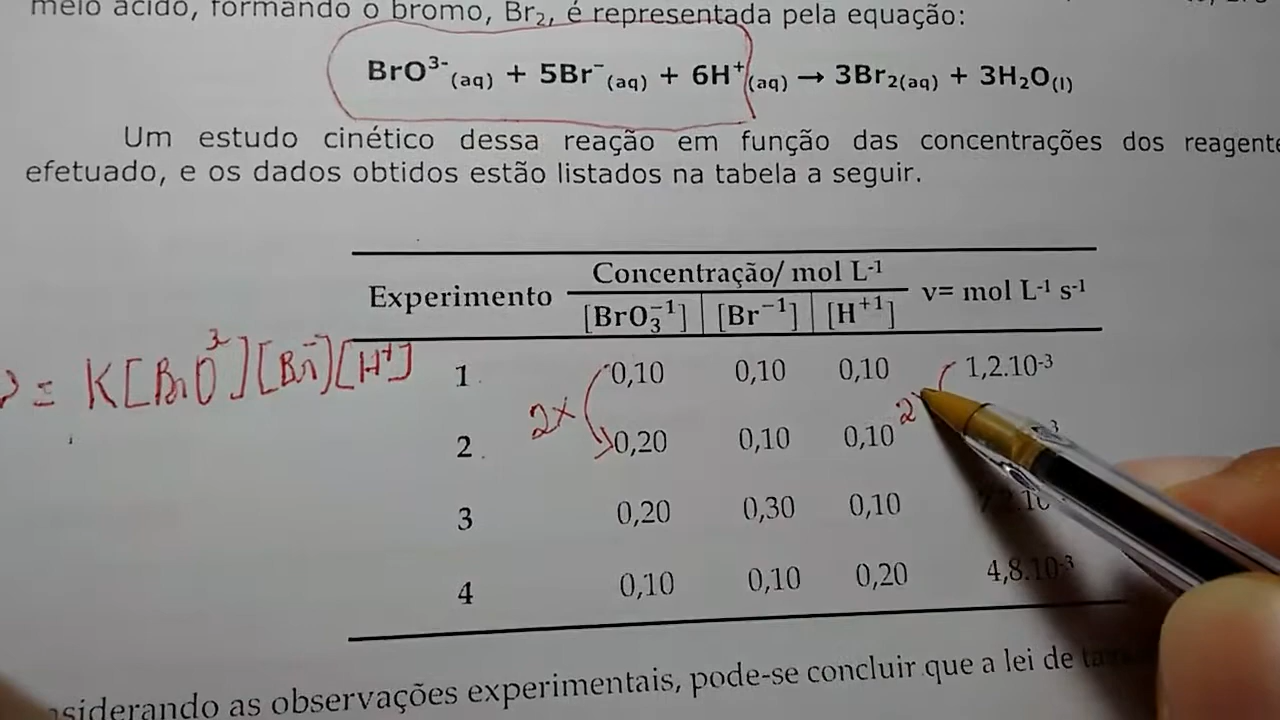 meio ácido, formando o bromo, Br₂, é representada pela equação:
BrO³⁻(aq) + 5Br⁻(aq) + 6H⁺(aq) → 3Br₂(aq) + 3H₂O(l)
Um estudo cinético dessa reação em função das concentrações dos reagente
efetuado, e os dados obtidos estão listados na tabela a seguir.
Experimento Concentração/ mol L⁻¹ v= mol L⁻¹ s⁻¹
[BrO₃⁻¹] [Br⁻¹] [H⁺¹]
= K[BrO³⁻][Br⁻][H⁺]
1 0,10 0,10 0,10 1,2.10⁻³
2x 2
2 0,20 0,10 0,10 ³
3 0,20 0,30 0,10
4 0,10 0,10 0,20 4,8.10⁻³
siderando as observações experimentais, pode-se concluir que a lei de